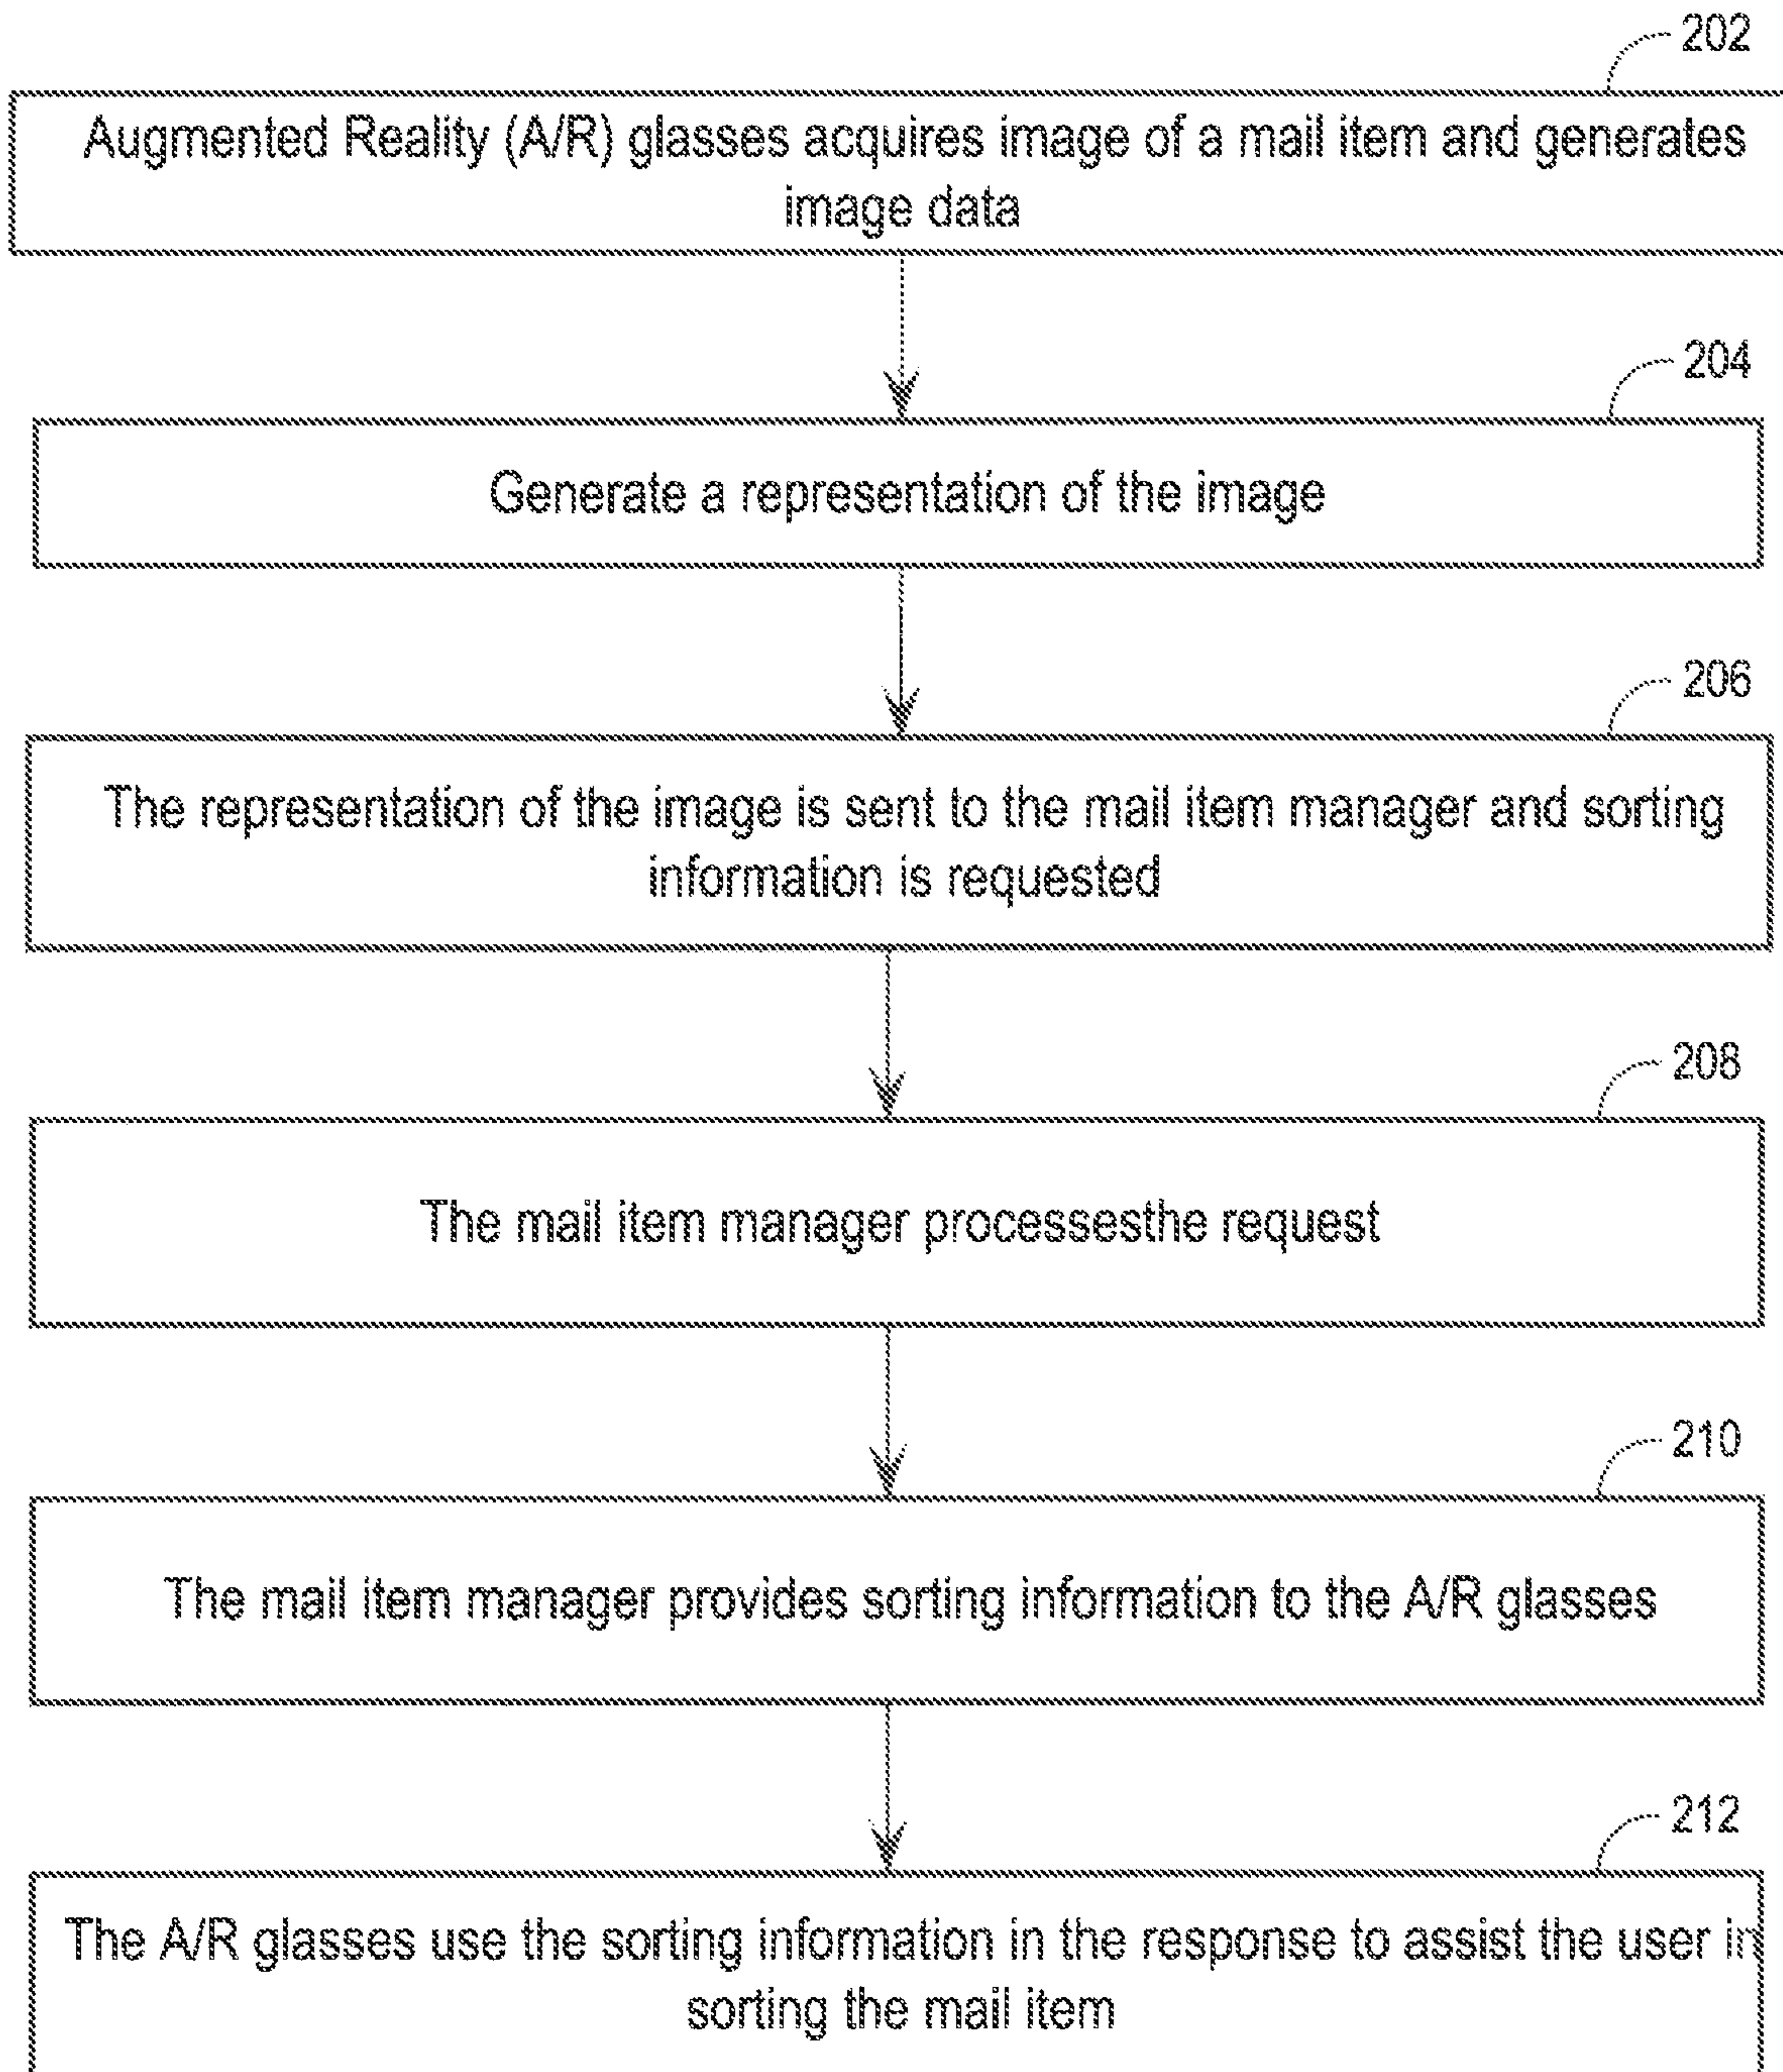 202
Augmented Reality (A/R) glasses acquires image of a mail item and generates
image data
204
Generate a representation of the image
206
The representation of the image is sent to the mail item manager and sorting
information is requested
208
The mail item manager processesthe request
210
The mail item manager provides sorting information to the A/R glasses
212
The A/R glasses use the sorting information in the response to assist the user in
sorting the mail item